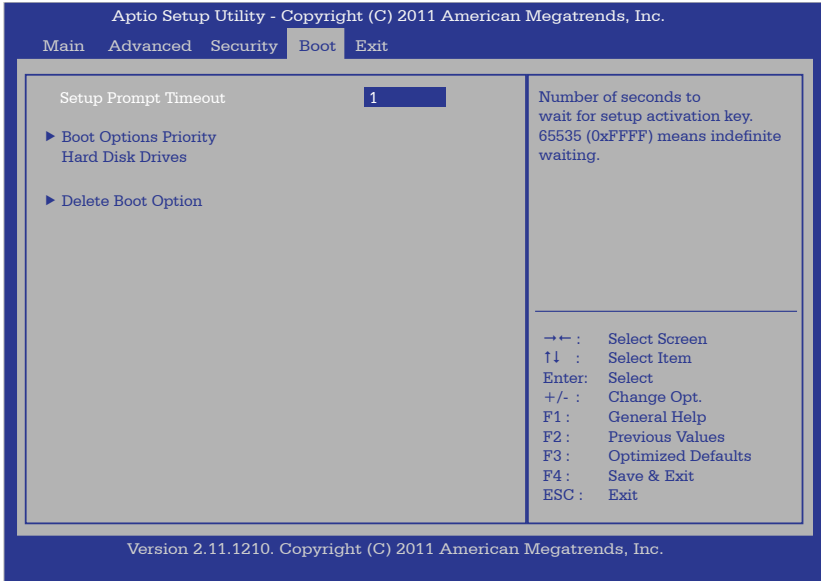 Aptio Setup Utility - Copyright (C) 2011 American Megatrends, Inc.
Main Advanced Security Boot Exit
Setup Prompt Timeout 1
▶ Boot Options Priority
Hard Disk Drives
▶ Delete Boot Option
Number of seconds to
wait for setup activation key.
65535 (0xFFFF) means indefinite
waiting.
→← : Select Screen
↑↓ : Select Item
Enter: Select
+/- : Change Opt.
F1 : General Help
F2 : Previous Values
F3 : Optimized Defaults
F4 : Save & Exit
ESC : Exit
Version 2.11.1210. Copyright (C) 2011 American Megatrends, Inc.